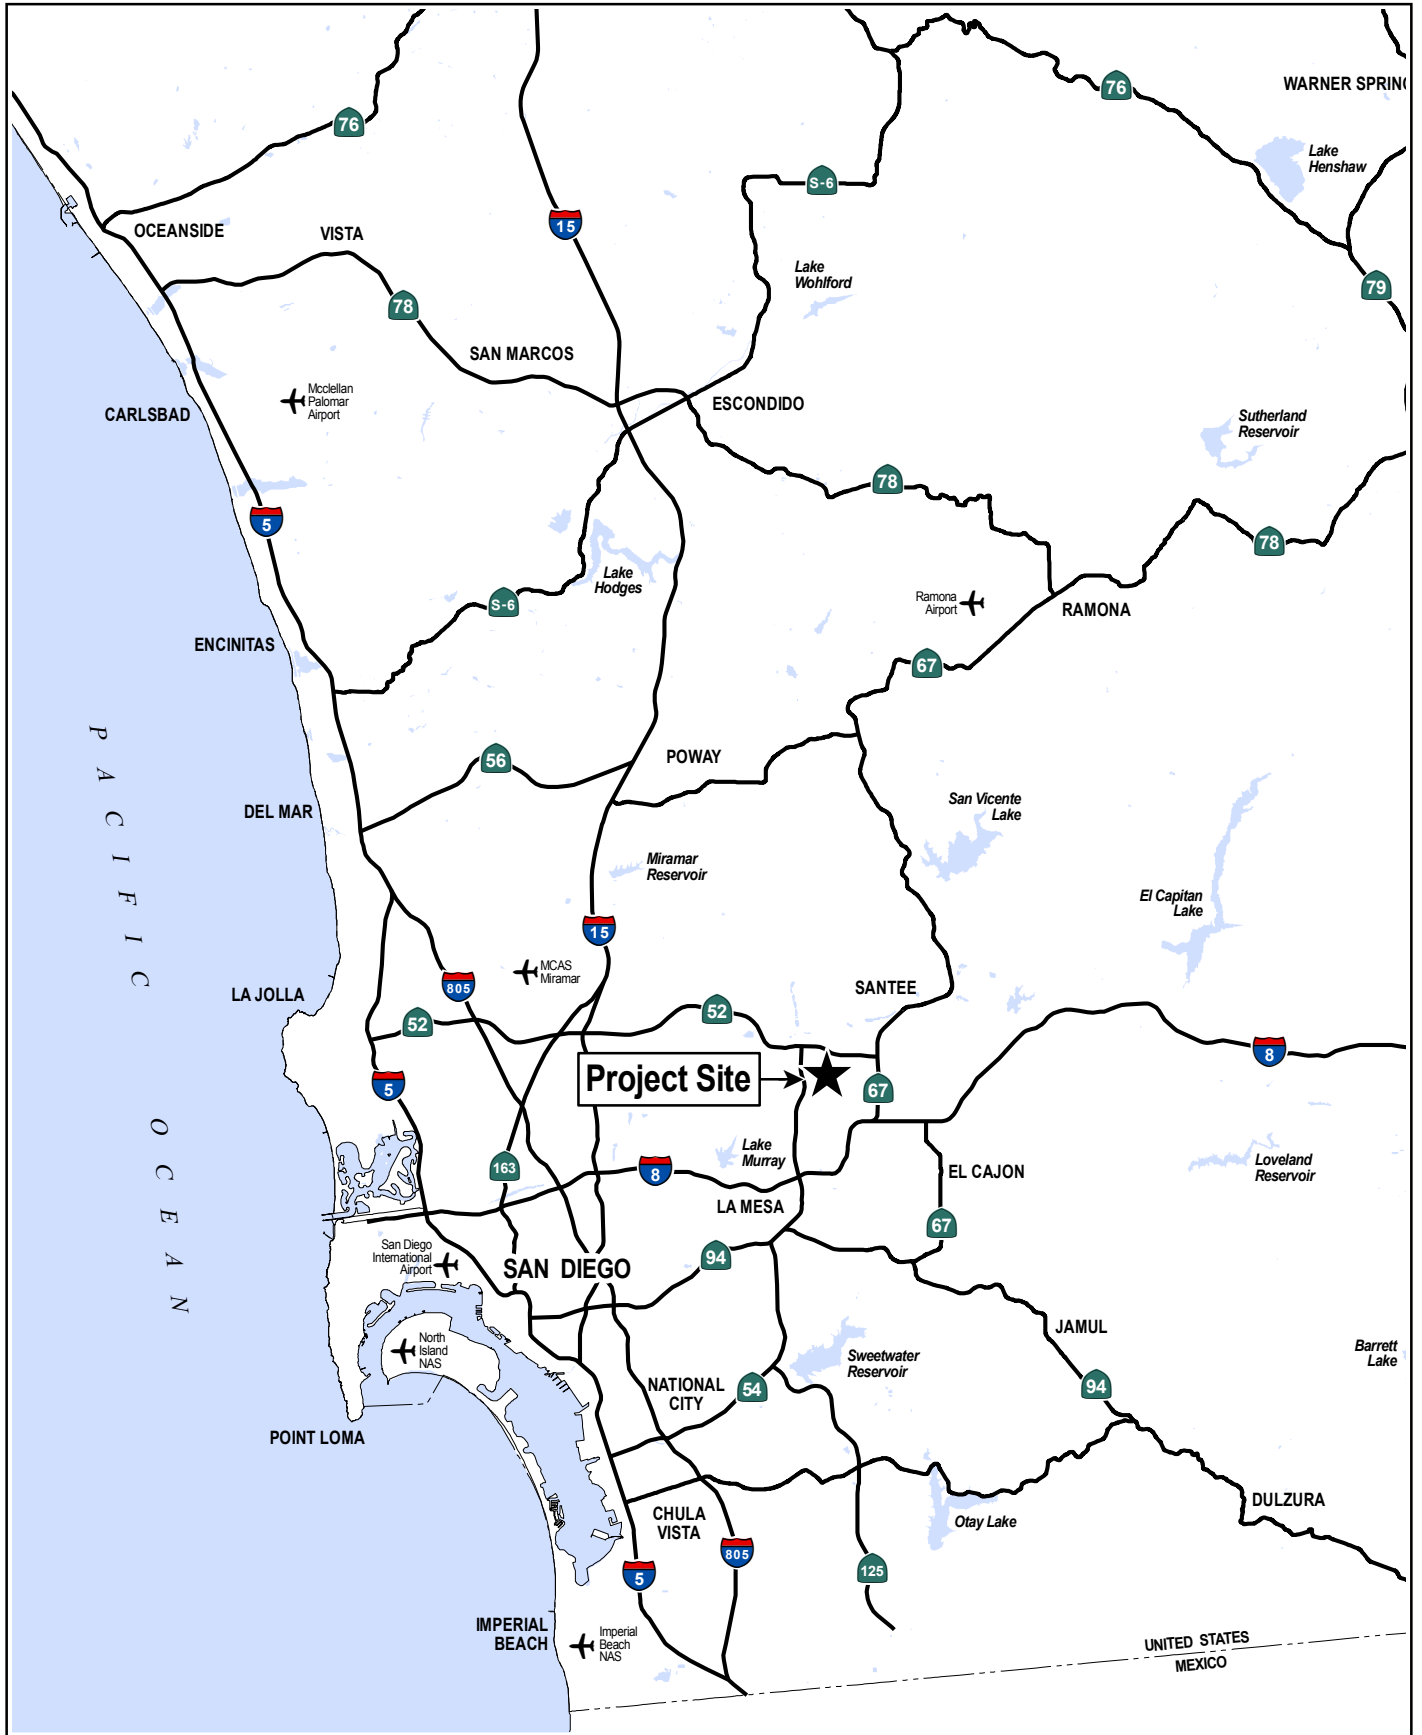 WARNER SPRING
76
76
Lake
Henshaw
S-6
15
OCEANSIDE
VISTA
Lake
Wohlford
79
78
SAN MARCOS
Mcclellan
Palomar
Airport
CARLSBAD
ESCONDIDO
Sutherland
Reservoir
78
5
78
Lake
Hodges
S-6
Ramona
Airport
RAMONA
ENCINITAS
67
PACIFIC OCEAN
56
POWAY
DEL MAR
San Vicente
Lake
Miramar
Reservoir
El Capitan
Lake
15
MCAS
Miramar
805
LA JOLLA
SANTEE
52
52
8
Project Site
5
67
Lake
Murray
163
8
EL CAJON
Loveland
Reservoir
LA MESA
67
San Diego
International
Airport
94
SAN DIEGO
JAMUL
North
Island
NAS
Sweetwater
Reservoir
Barrett
Lake
NATIONAL
CITY
54
94
POINT LOMA
DULZURA
CHULA
VISTA
Otay Lake
805
5
125
IMPERIAL
BEACH
Imperial
Beach
NAS
UNITED STATES
MEXICO